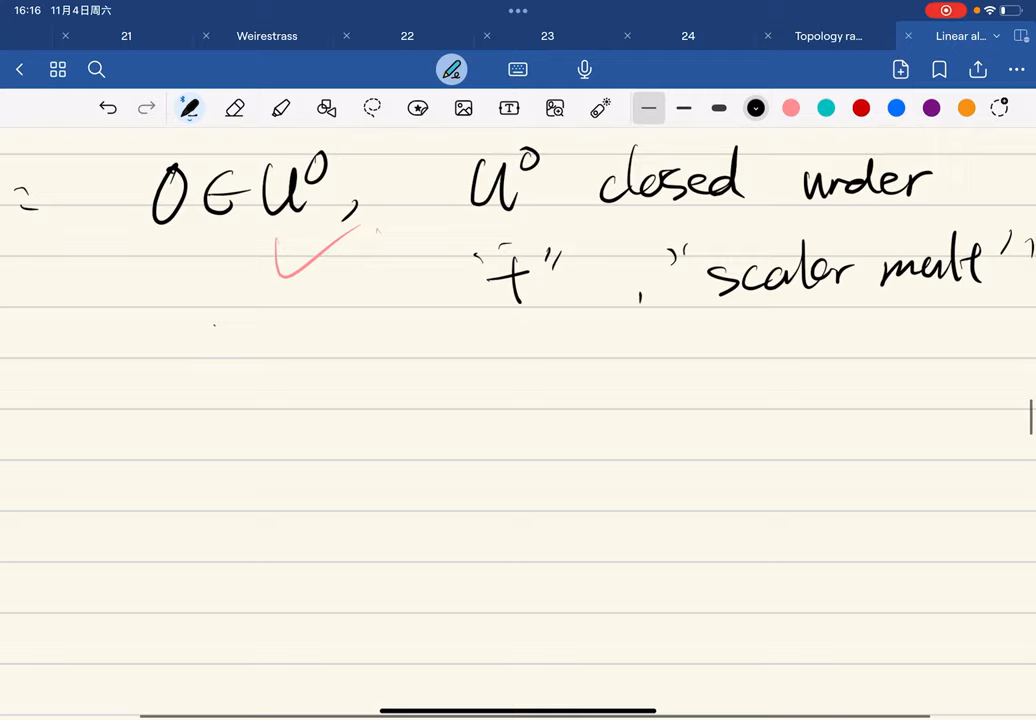 16:16 11月4日周六
21 Weirestrass 22 23 24 Topology ra... Linear al...
0 ∈ U⁰, U⁰ closed under
"+", "scalar mult"